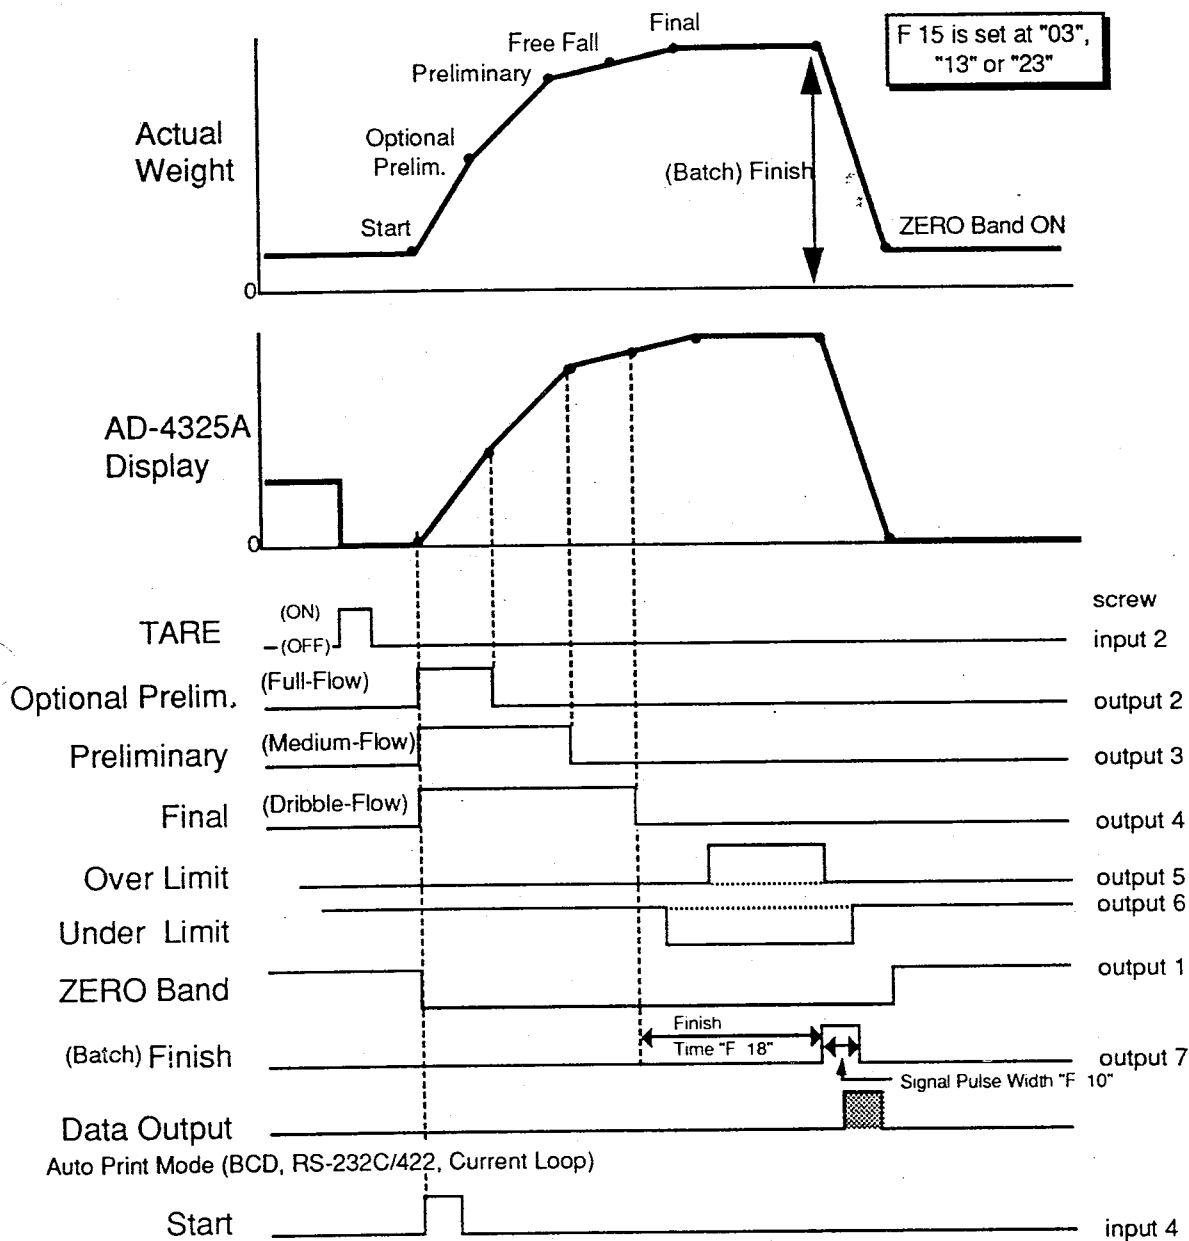 Final
F 15 is set at "03",
"13" or "23"
Free Fall
Preliminary
Actual
Weight
Optional
Prelim.
(Batch) Finish
Start
ZERO Band ON
0
AD-4325A
Display
0
screw
TARE
(ON)
(OFF)
input 2
Optional Prelim.
(Full-Flow)
output 2
Preliminary
(Medium-Flow)
output 3
Final
(Dribble-Flow)
output 4
Over Limit
output 5
output 6
Under Limit
ZERO Band
output 1
(Batch) Finish
Finish
Time "F 18"
output 7
Signal Pulse Width "F 10"
Data Output
Auto Print Mode (BCD, RS-232C/422, Current Loop)
Start
input 4